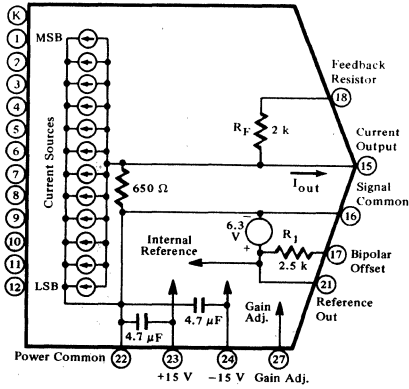 K
1 MSB
2
3
4
5
6
7
8
9
10
11
12 LSB
Current Sources
650 Ω
RF 2 k
Feedback Resistor
18
Current Output
15
Iout
Signal Common
16
6.3 V
−
+
R1
2.5 k
17
Bipolar Offset
Internal Reference
21
Reference Out
4.7 μF
4.7 μF
Gain Adj.
Power Common
22
23
24
27
+15 V
−15 V
Gain Adj.